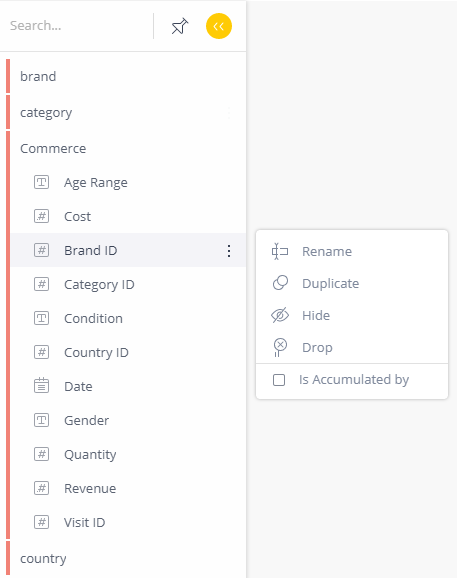 Search...
brand
category
Commerce
Age Range
Cost
Brand ID
Category ID
Condition
Country ID
Date
Gender
Quantity
Revenue
Visit ID
country
Rename
Duplicate
Hide
Drop
Is Accumulated by